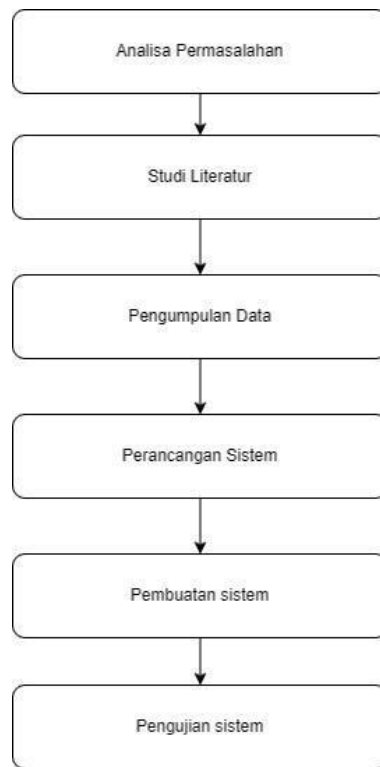 Analisa Permasalahan
Studi Literatur
Pengumpulan Data
Perancangan Sistem
Pembuatan sistem
Pengujian sistem